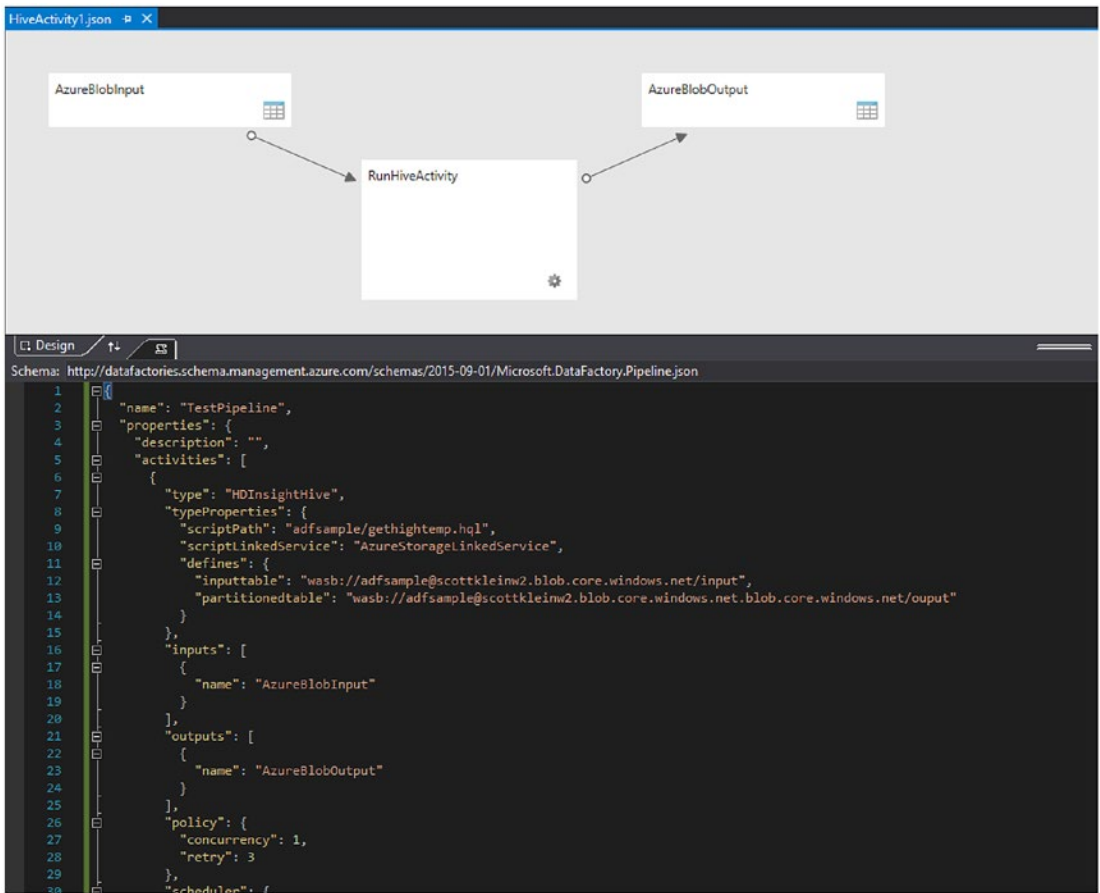 HiveActivity1.json
AzureBlobInput
AzureBlobOutput
RunHiveActivity
Design
Schema: http://datafactories.schema.management.azure.com/schemas/2015-09-01/Microsoft.DataFactory.Pipeline.json
1 {
2 "name": "TestPipeline",
3 "properties": {
4 "description": "",
5 "activities": [
6 {
7 "type": "HDInsightHive",
8 "typeProperties": {
9 "scriptPath": "adfsample/gethightemp.hql",
10 "scriptLinkedService": "AzureStorageLinkedService",
11 "defines": {
12 "inputtable": "wasb://adfsample@scottkleinw2.blob.core.windows.net/input",
13 "partitionedtable": "wasb://adfsample@scottkleinw2.blob.core.windows.net.blob.core.windows.net/ouput"
14 }
15 },
16 "inputs": [
17 {
18 "name": "AzureBlobInput"
19 }
20 ],
21 "outputs": [
22 {
23 "name": "AzureBlobOutput"
24 }
25 ],
26 "policy": {
27 "concurrency": 1,
28 "retry": 3
29 },
30 "scheduler": {